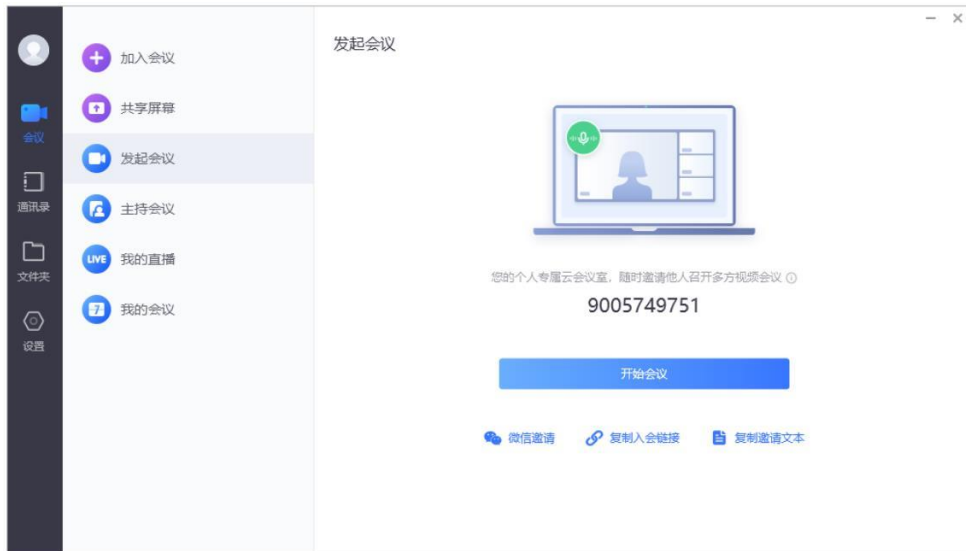 会议
通讯录
文件夹
设置
加入会议
共享屏幕
发起会议
主持会议
LIVE 我的直播
7 我的会议
发起会议
您的个人专属云会议室，随时邀请他人召开多方视频会议
9005749751
开始会议
微信邀请 复制入会链接 复制邀请文本